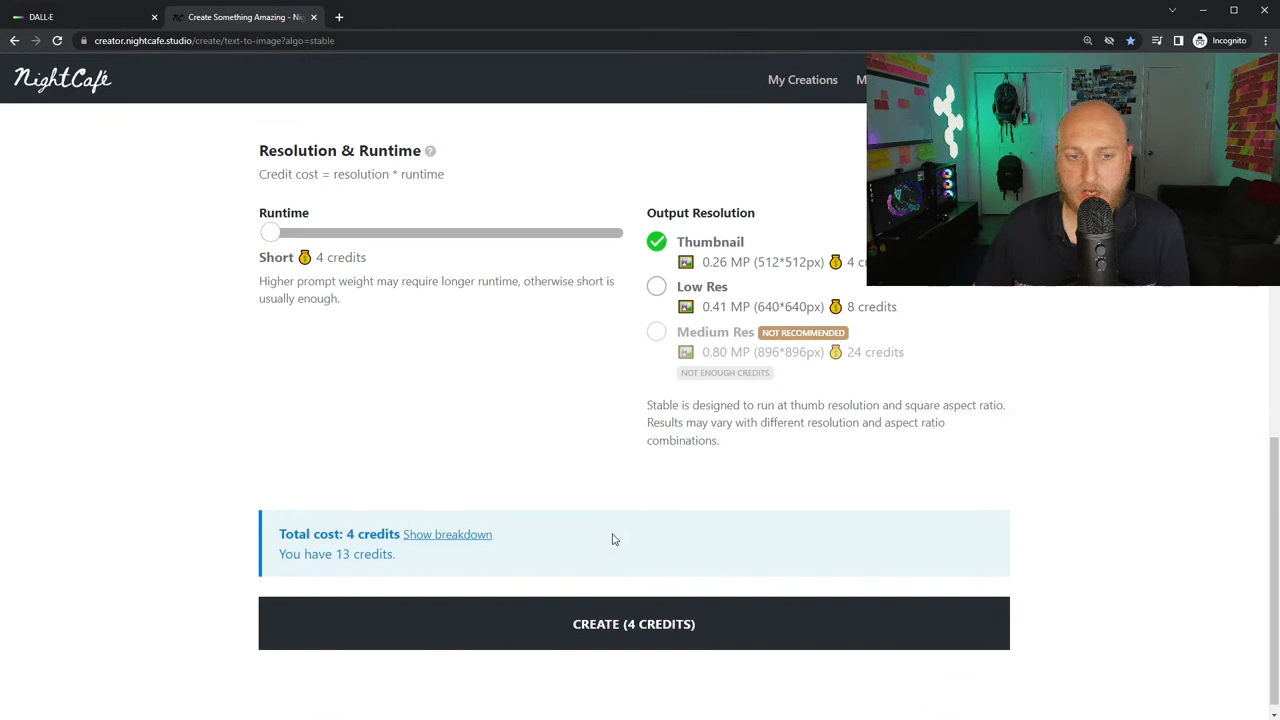 DALL·E
Create Something Amazing - Nig
creator.nightcafe.studio/create/text-to-image?algo=stable
Incognito
NightCafé
My Creations
M
Resolution & Runtime ?
Credit cost = resolution * runtime
Runtime
Short 4 credits
Higher prompt weight may require longer runtime, otherwise short is
usually enough.
Output Resolution
Thumbnail
0.26 MP (512*512px) 4 cr
Low Res
0.41 MP (640*640px) 8 credits
Medium Res NOT RECOMMENDED
0.80 MP (896*896px) 24 credits
NOT ENOUGH CREDITS
Stable is designed to run at thumb resolution and square aspect ratio.
Results may vary with different resolution and aspect ratio
combinations.
Total cost: 4 credits Show breakdown
You have 13 credits.
CREATE (4 CREDITS)